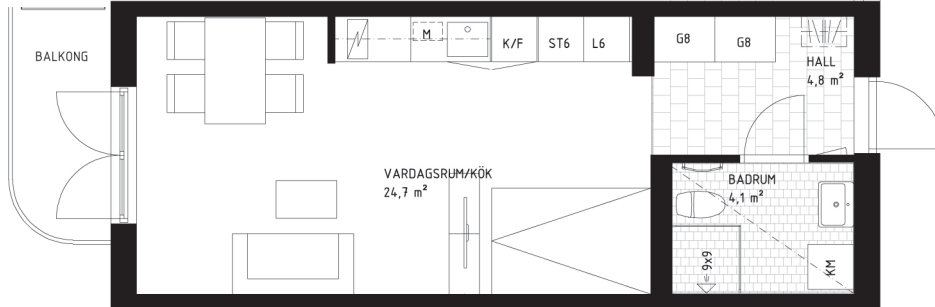 BALKONG
M
K/F
ST6
L6
G8
G8
HALL
4,8 m²
VARDAGSRUM/KÖK
24,7 m²
BADRUM
4,1 m²
9x9
KM